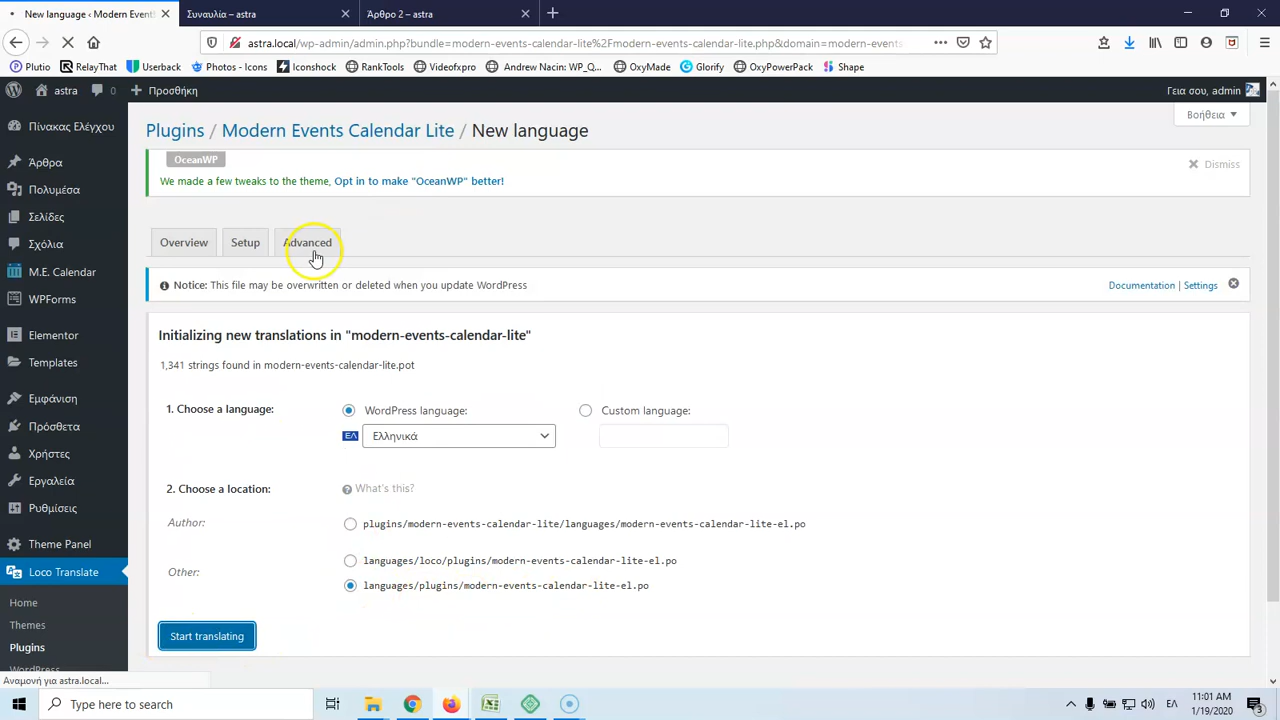 New language ‹ Modern Events
Συναυλία – astra
Άρθρο 2 – astra
astra.local/wp-admin/admin.php?bundle=modern-events-calendar-lite%2Fmodern-events-calendar-lite.php&domain=modern-events
Plutio
RelayThat
Userback
Photos - Icons
Iconshock
RankTools
Videofxpro
Andrew Nacin: WP_Q...
OxyMade
Glorify
OxyPowerPack
Shape
astra
0
Προσθήκη
Γεια σου, admin
Βοήθεια
Plugins / Modern Events Calendar Lite / New language
OceanWP
Dismiss
We made a few tweaks to the theme, Opt in to make "OceanWP" better!
Πίνακας Ελέγχου
Άρθρα
Πολυμέσα
Σελίδες
Σχόλια
M.E. Calendar
WPForms
Elementor
Templates
Εμφάνιση
Πρόσθετα
Χρήστες
Εργαλεία
Ρυθμίσεις
Theme Panel
Loco Translate
Home
Themes
Plugins
WordPress
Overview
Setup
Advanced
Notice: This file may be overwritten or deleted when you update WordPress
Documentation | Settings
Initializing new translations in "modern-events-calendar-lite"
1,341 strings found in modern-events-calendar-lite.pot
1. Choose a language:
WordPress language:
Custom language:
ΕΛ
Ελληνικά
2. Choose a location:
What's this?
Author:
plugins/modern-events-calendar-lite/languages/modern-events-calendar-lite-el.po
Other:
languages/loco/plugins/modern-events-calendar-lite-el.po
languages/plugins/modern-events-calendar-lite-el.po
Start translating
Αναμονή για astra.local...
Type here to search
ΕΛ
11:01 AM
1/19/2020
3